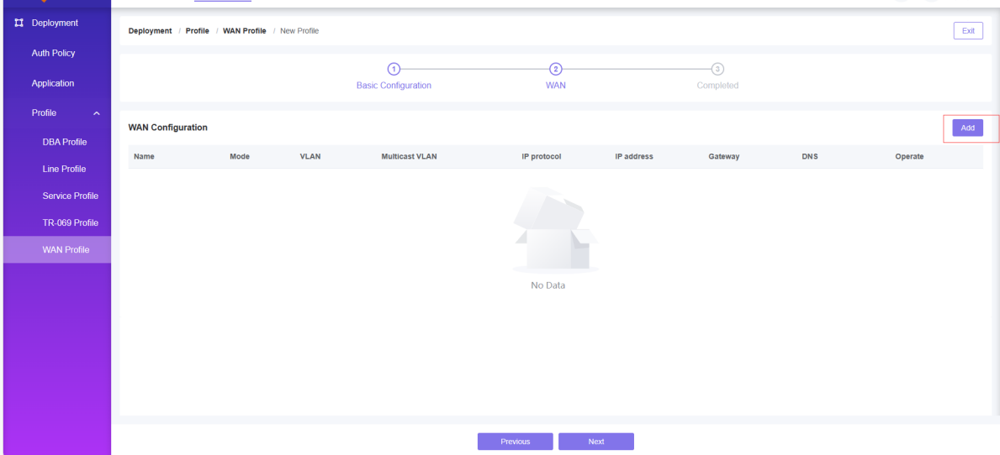 Deployment
Auth Policy
Application
Profile
DBA Profile
Line Profile
Service Profile
TR-069 Profile
WAN Profile
Deployment / Profile / WAN Profile / New Profile
Exit
1 2 3
Basic Configuration WAN Completed
WAN Configuration
Add
Name Mode VLAN Multicast VLAN IP protocol IP address Gateway DNS Operate
No Data
Previous Next